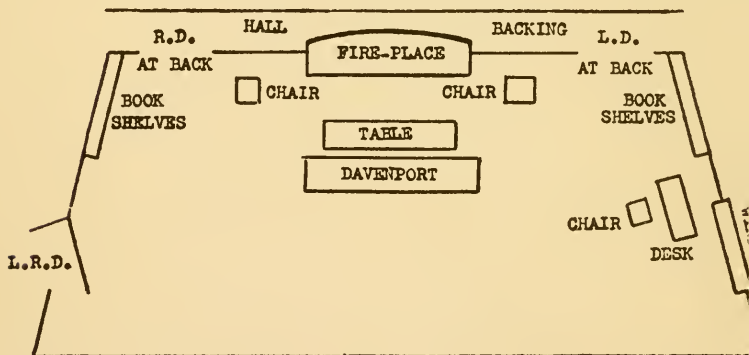 HALL
BACKING
R.D.
L.D.
FIRE-PLACE
AT BACK
AT BACK
CHAIR
CHAIR
BOOK
SHELVES
BOOK
SHELVES
TABLE
DAVENPORT
CHAIR
DESK
L.R.D.